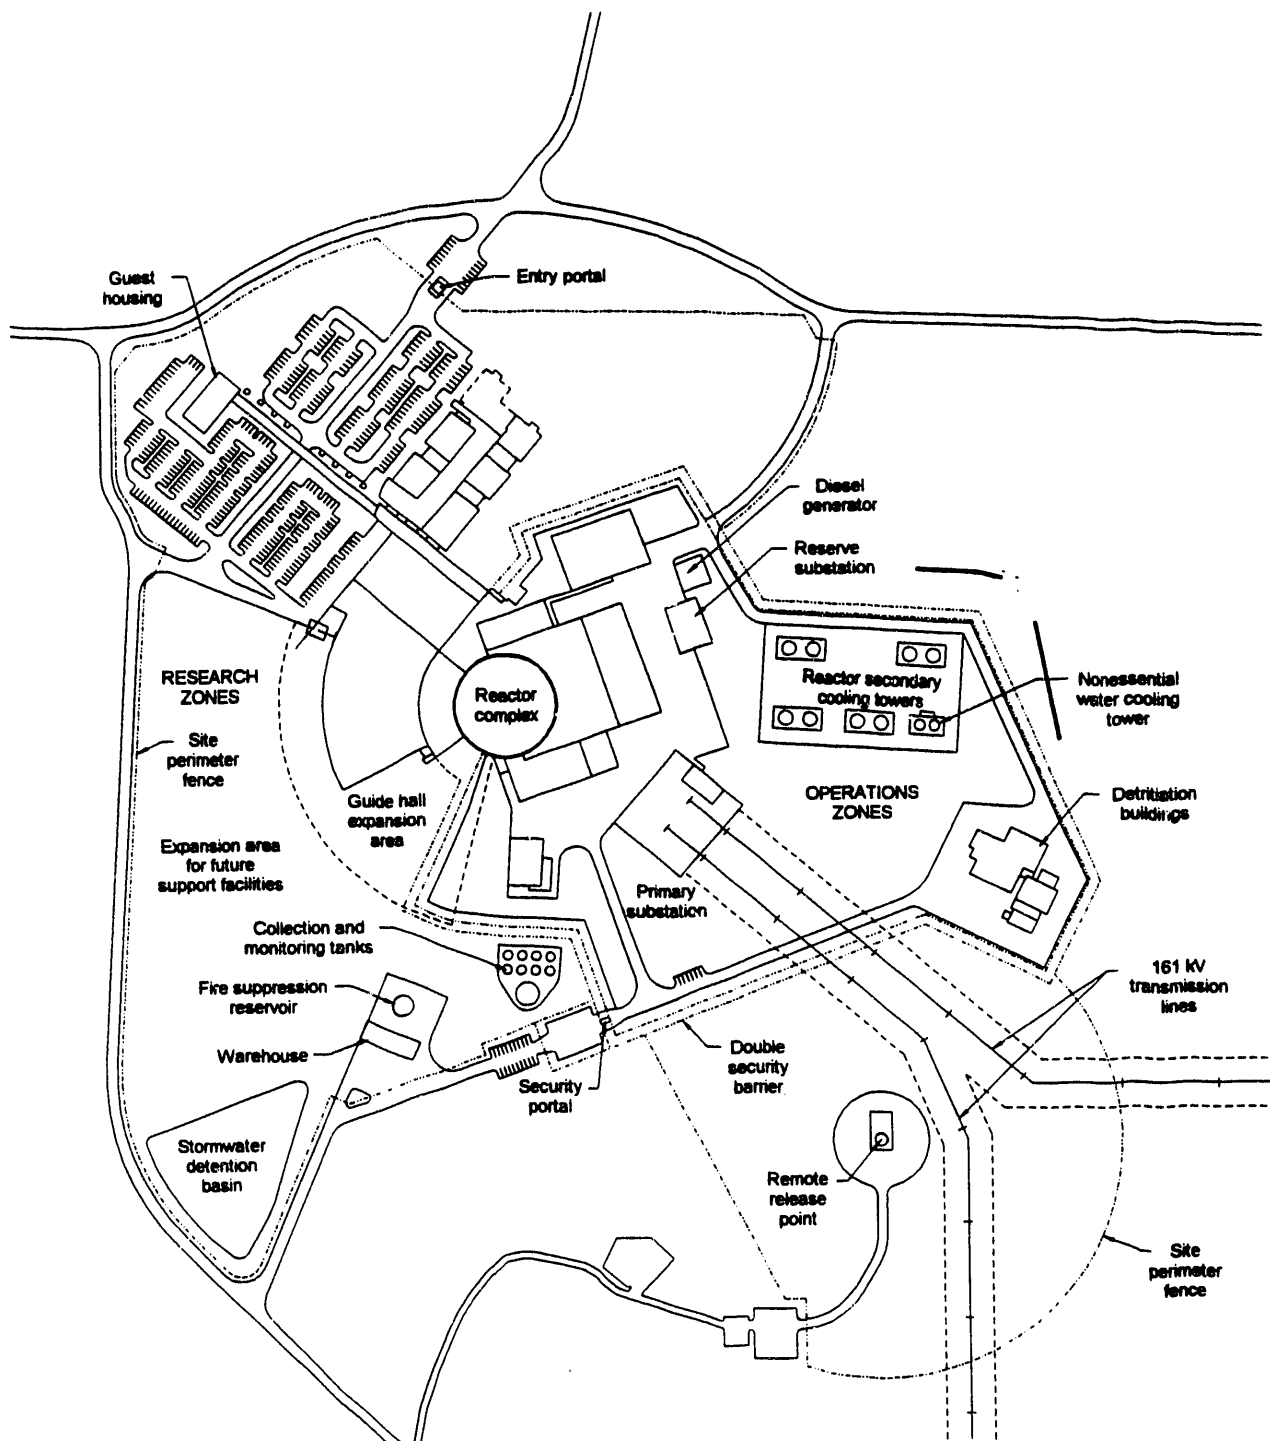 Guest
housing
Entry portal
Diesel
generator
Reserve
substation
RESEARCH
ZONES
Reactor
complex
Reactor secondary
cooling towers
Nonessential
water cooling
tower
Site
perimeter
fence
Guide hall
expansion
area
OPERATIONS
ZONES
Detritiation
buildings
Expansion area
for future
support facilities
Primary
substation
Collection and
monitoring tanks
161 kV
transmission
lines
Fire suppression
reservoir
Warehouse
Double
security
barrier
Security
portal
Stormwater
detention
basin
Remote
release
point
Site
perimeter
fence